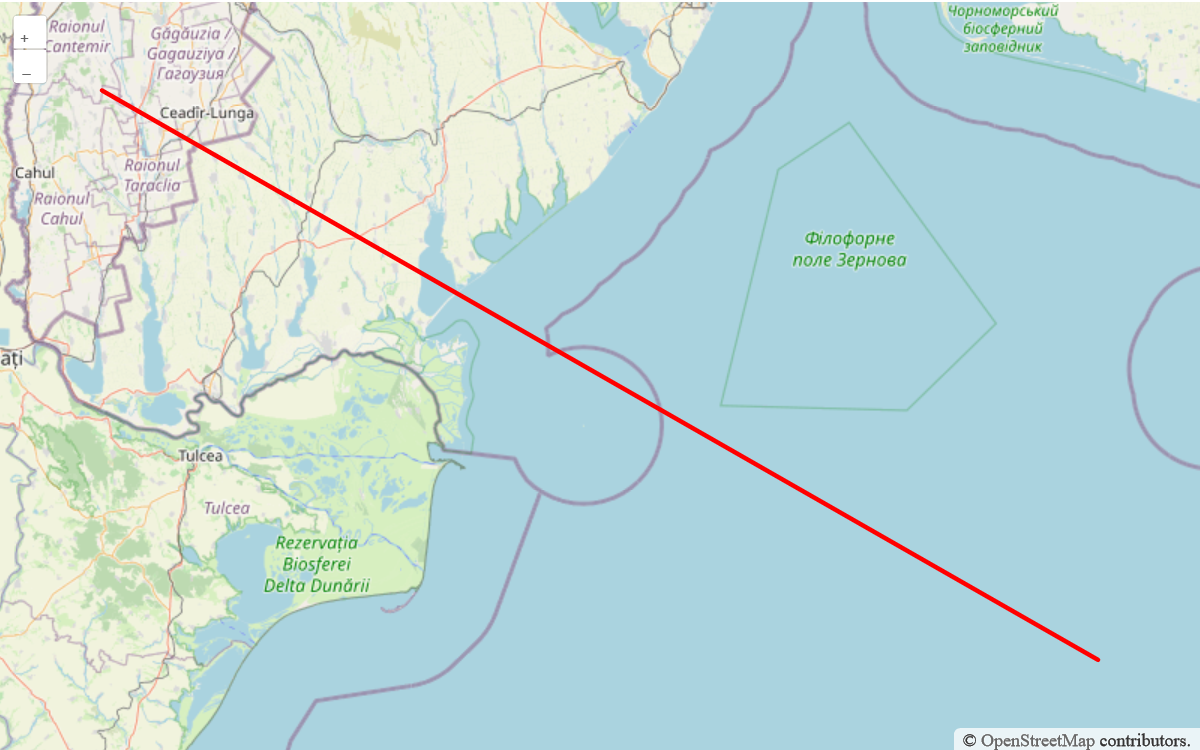 +
−
Raionul
Cantemir
Găgăuzia /
Gagauziya /
Гагаузия
Чорноморський
біосферний
заповідник
Ceadîr-Lunga
Raionul
Taraclia
Cahul
Raionul
Cahul
Філофорне
поле Зернова
ați
Tulcea
Tulcea
Rezervația
Biosferei
Delta Dunării
© OpenStreetMap contributors.